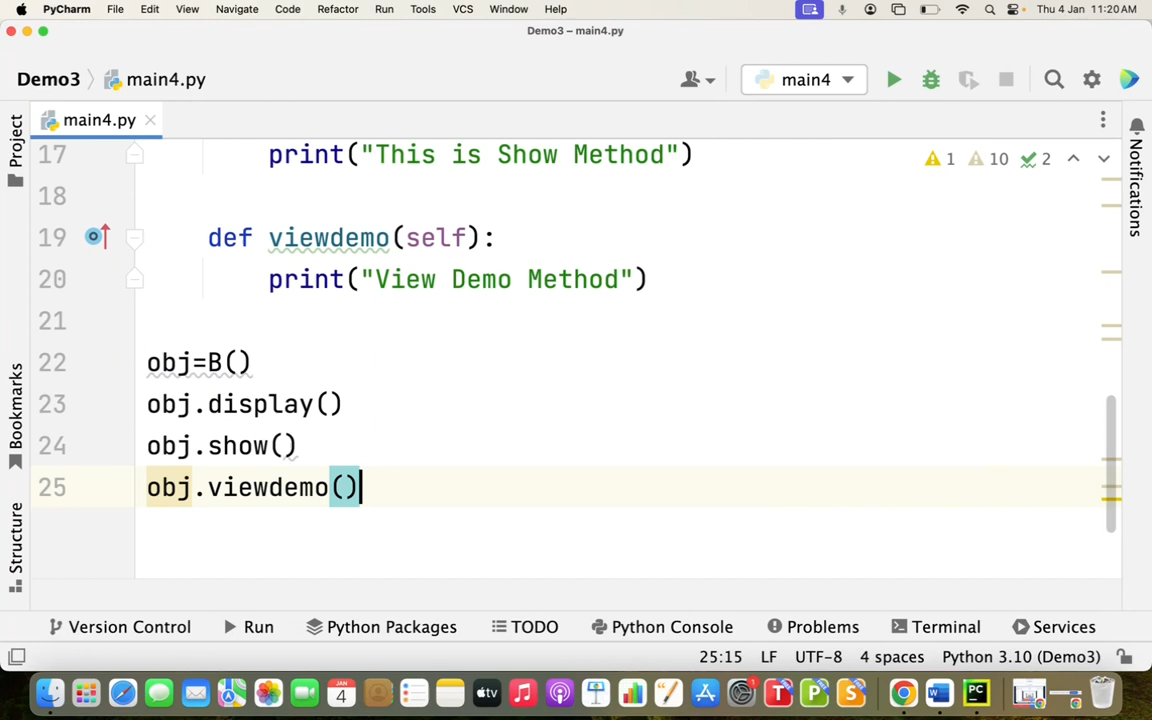 PyCharm File Edit View Navigate Code Refactor Run Tools VCS Window Help Thu 4 Jan 11:20 AM
Demo3 – main4.py
Demo3 main4.py main4
main4.py
17 print("This is Show Method")
1 10 2
18
19 def viewdemo(self):
20 print("View Demo Method")
21
22 obj=B()
23 obj.display()
24 obj.show()
25 obj.viewdemo()
Project
Bookmarks
Structure
Notifications
Version Control Run Python Packages TODO Python Console Problems Terminal Services
25:15 LF UTF-8 4 spaces Python 3.10 (Demo3)
4
tv
1
T P S
W PC